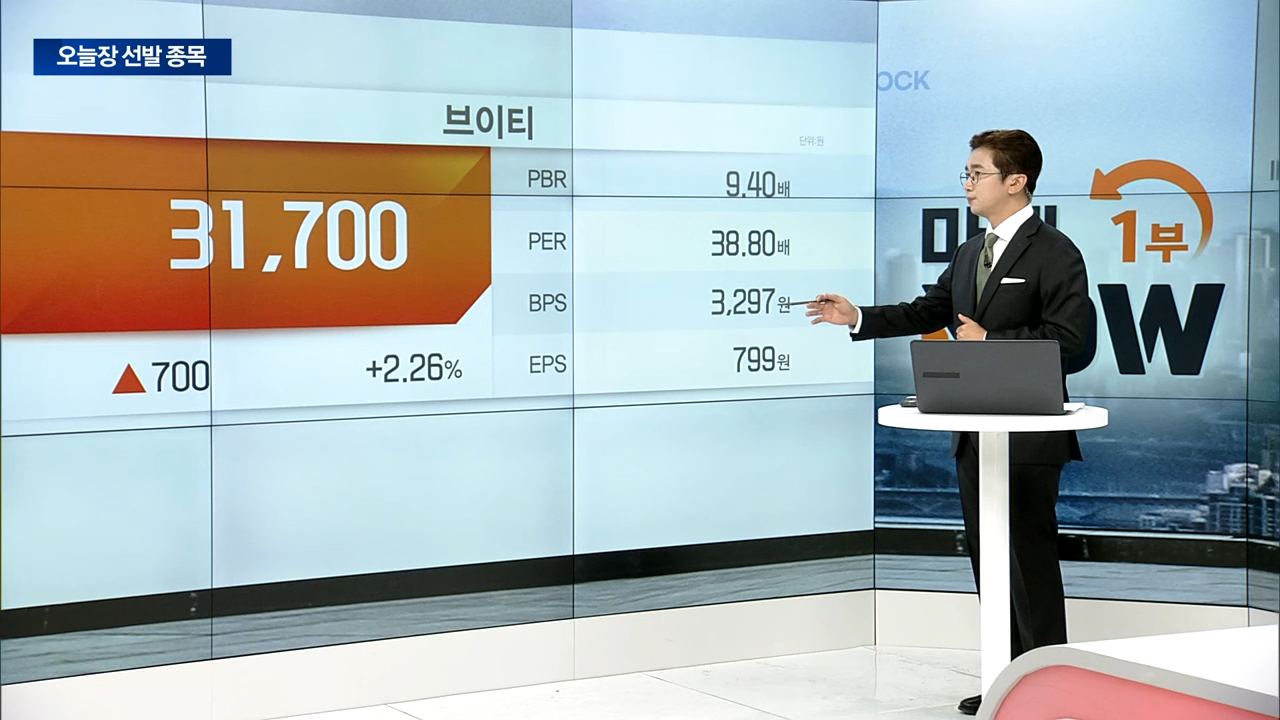 오늘장 선발 종목
OCK
브이티
단위:원
31,700
▲700 +2.26%
PBR 9.40배
PER 38.80배
BPS 3,297원
EPS 799원
1부